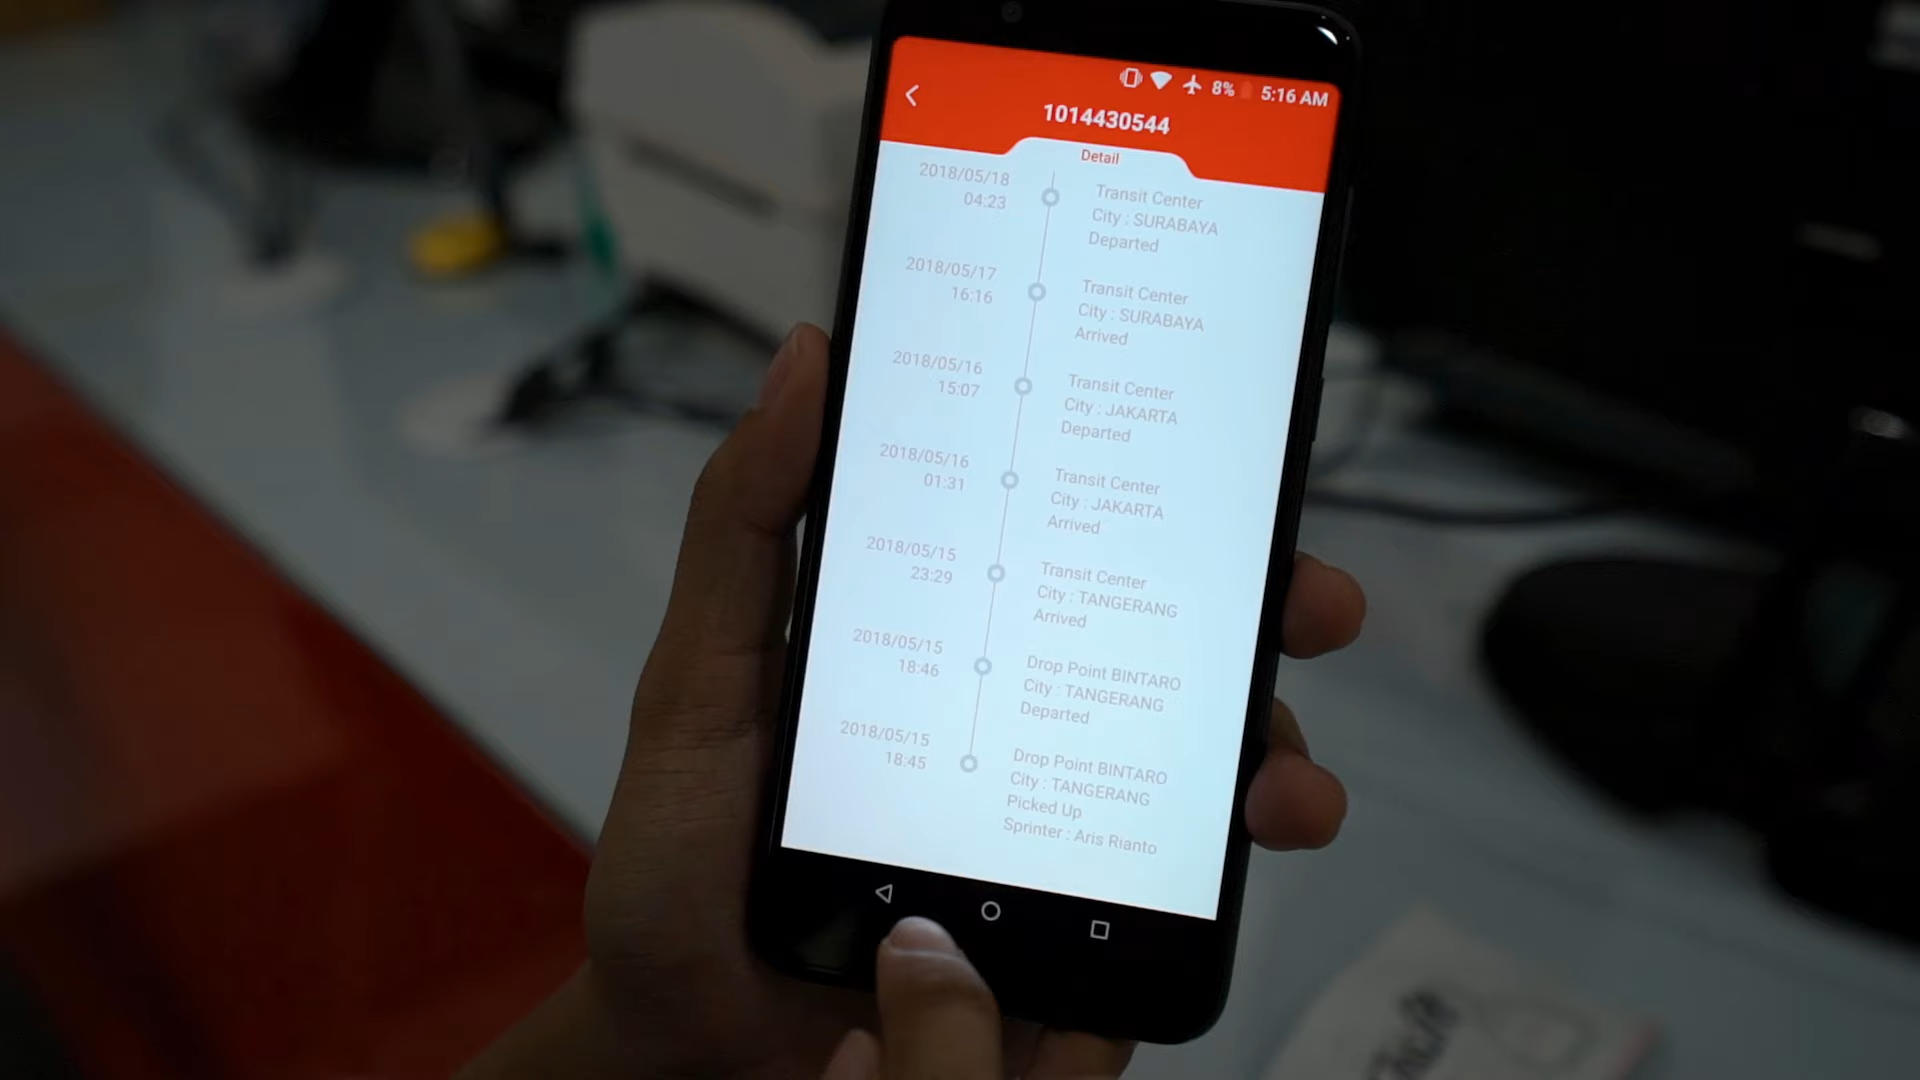 8% 5:16 AM
1014430544
Detail
2018/05/18
04:23
Transit Center
City : SURABAYA
Departed
2018/05/17
16:16
Transit Center
City : SURABAYA
Arrived
2018/05/16
15:07
Transit Center
City : JAKARTA
Departed
2018/05/16
01:31
Transit Center
City : JAKARTA
Arrived
2018/05/15
23:29
Transit Center
City : TANGERANG
Arrived
2018/05/15
18:46
Drop Point BINTARO
City : TANGERANG
Departed
2018/05/15
18:45
Drop Point BINTARO
City : TANGERANG
Picked Up
Sprinter : Aris Rianto